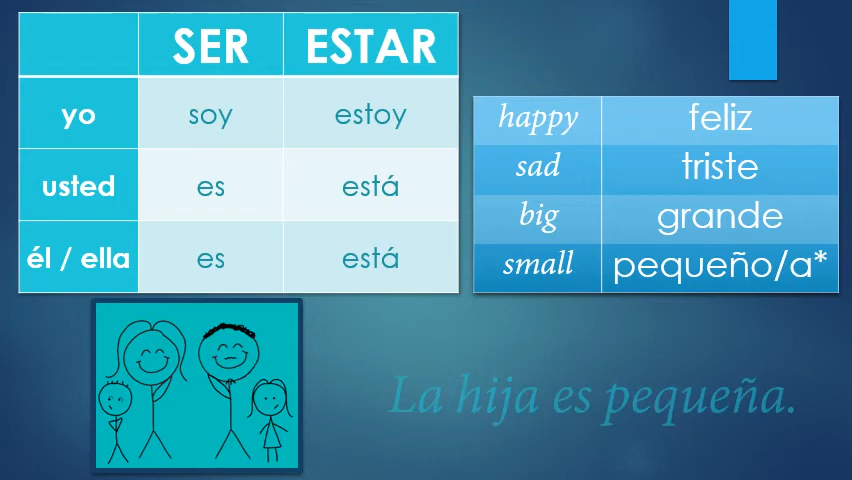 SER ESTAR
yo soy estoy
usted es está
él / ella es está
happy feliz
sad triste
big grande
small pequeño/a*
La hija es pequeña.